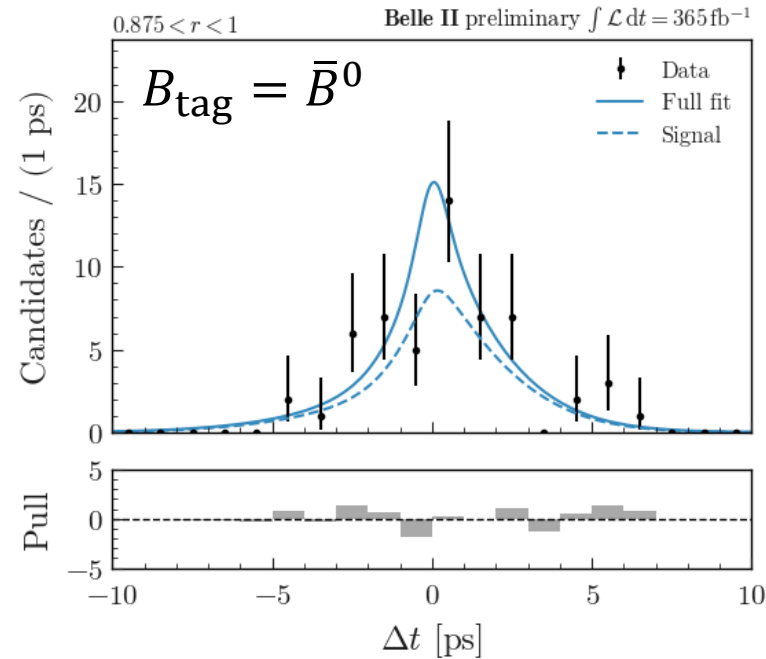 0.875 < r < 1
Belle II preliminary ∫ ℒ dt = 365 fb⁻¹
B_tag = B̄⁰
Data
Full fit
Signal
Candidates / (1 ps)
20
15
10
5
0
Pull
5
0
−5
−10
−5
0
5
10
Δt [ps]